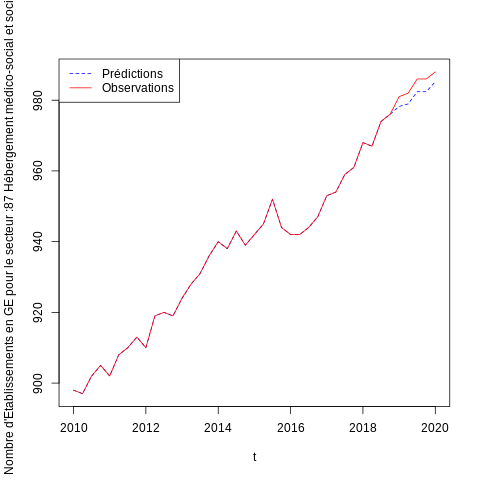 Nombre d'Etablissements en GE pour le secteur :87 Hébergement médico-social et soci
Prédictions
Observations
980
960
940
920
900
2010 2012 2014 2016 2018 2020
t